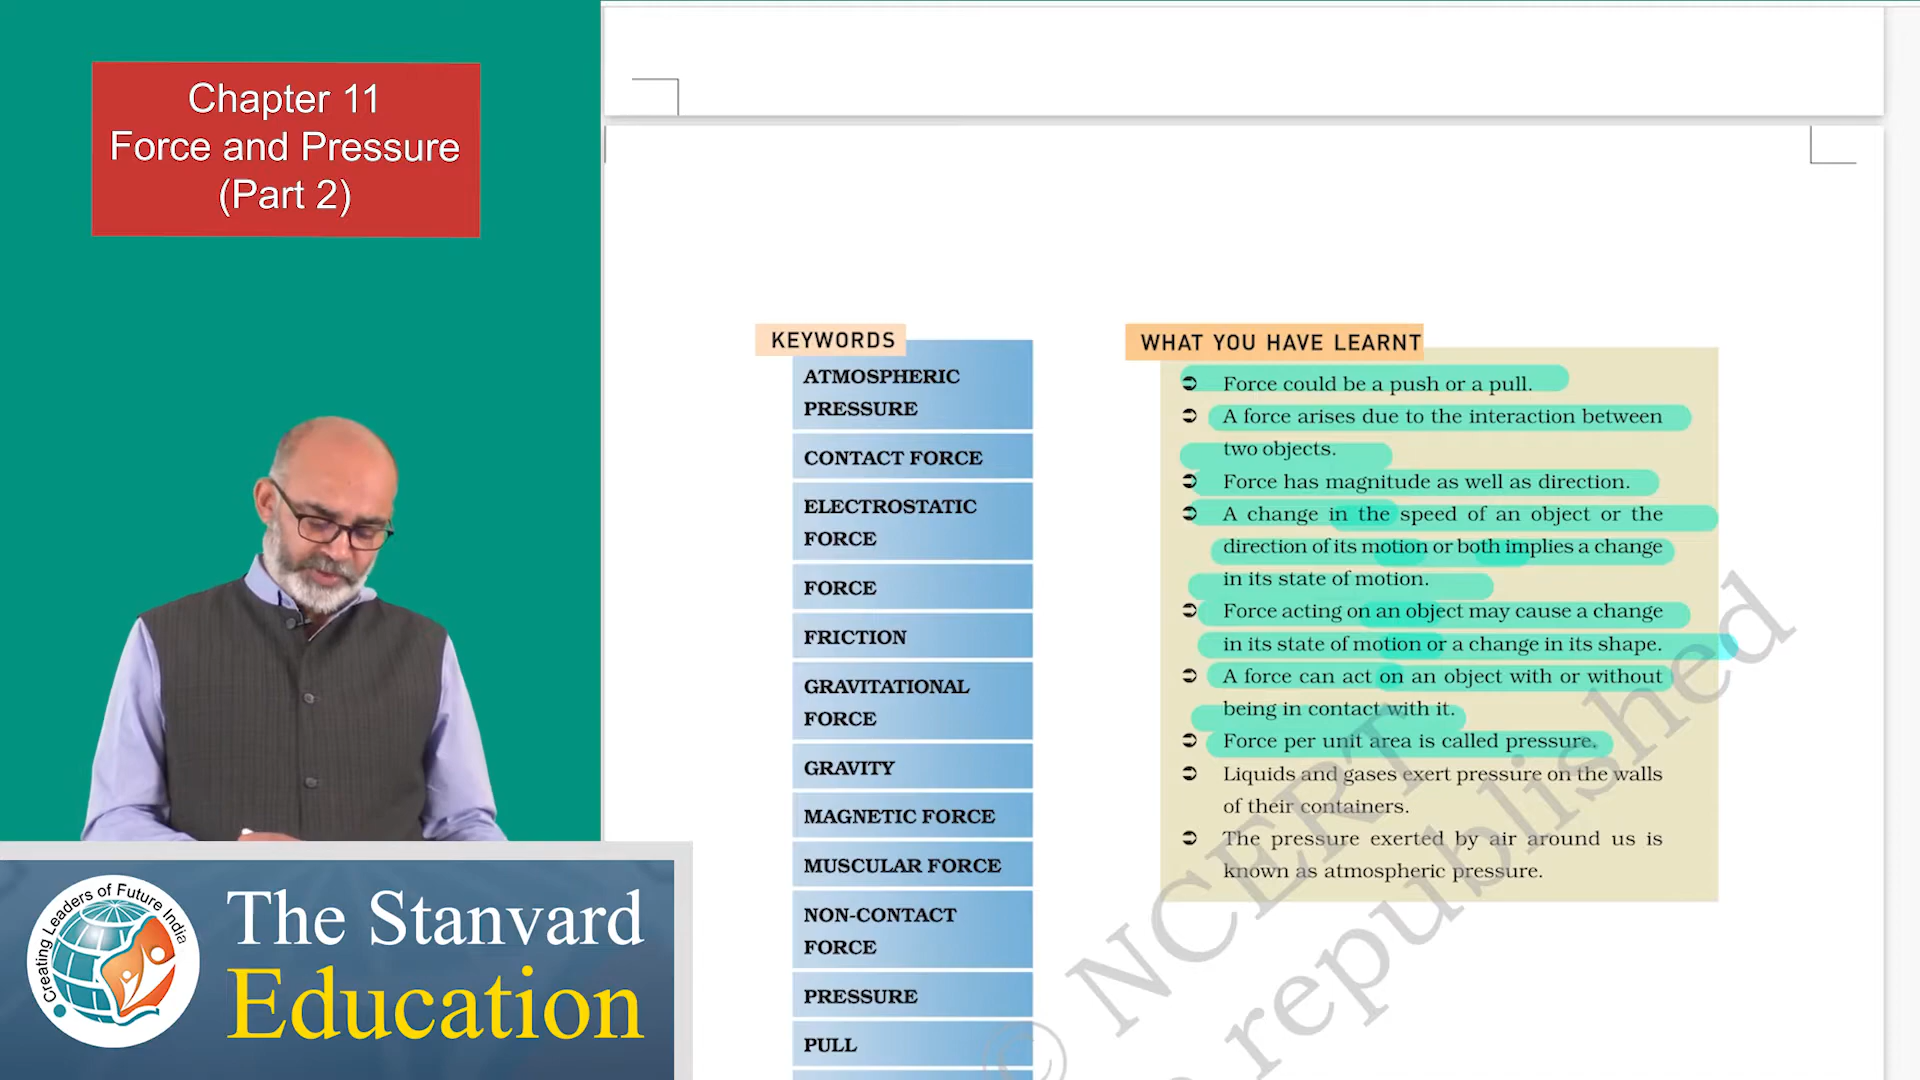 Chapter 11
Force and Pressure
(Part 2)
KEYWORDS
ATMOSPHERIC
PRESSURE
CONTACT FORCE
ELECTROSTATIC
FORCE
FORCE
FRICTION
GRAVITATIONAL
FORCE
GRAVITY
MAGNETIC FORCE
MUSCULAR FORCE
NON-CONTACT
FORCE
PRESSURE
PULL
WHAT YOU HAVE LEARNT
Force could be a push or a pull.
A force arises due to the interaction between
two objects.
Force has magnitude as well as direction.
A change in the speed of an object or the
direction of its motion or both implies a change
in its state of motion.
Force acting on an object may cause a change
in its state of motion or a change in its shape.
A force can act on an object with or without
being in contact with it.
Force per unit area is called pressure.
Liquids and gases exert pressure on the walls
of their containers.
The pressure exerted by air around us is
known as atmospheric pressure.
© NCERT
republished
Creating Leaders of Future India
The Stanvard
Education